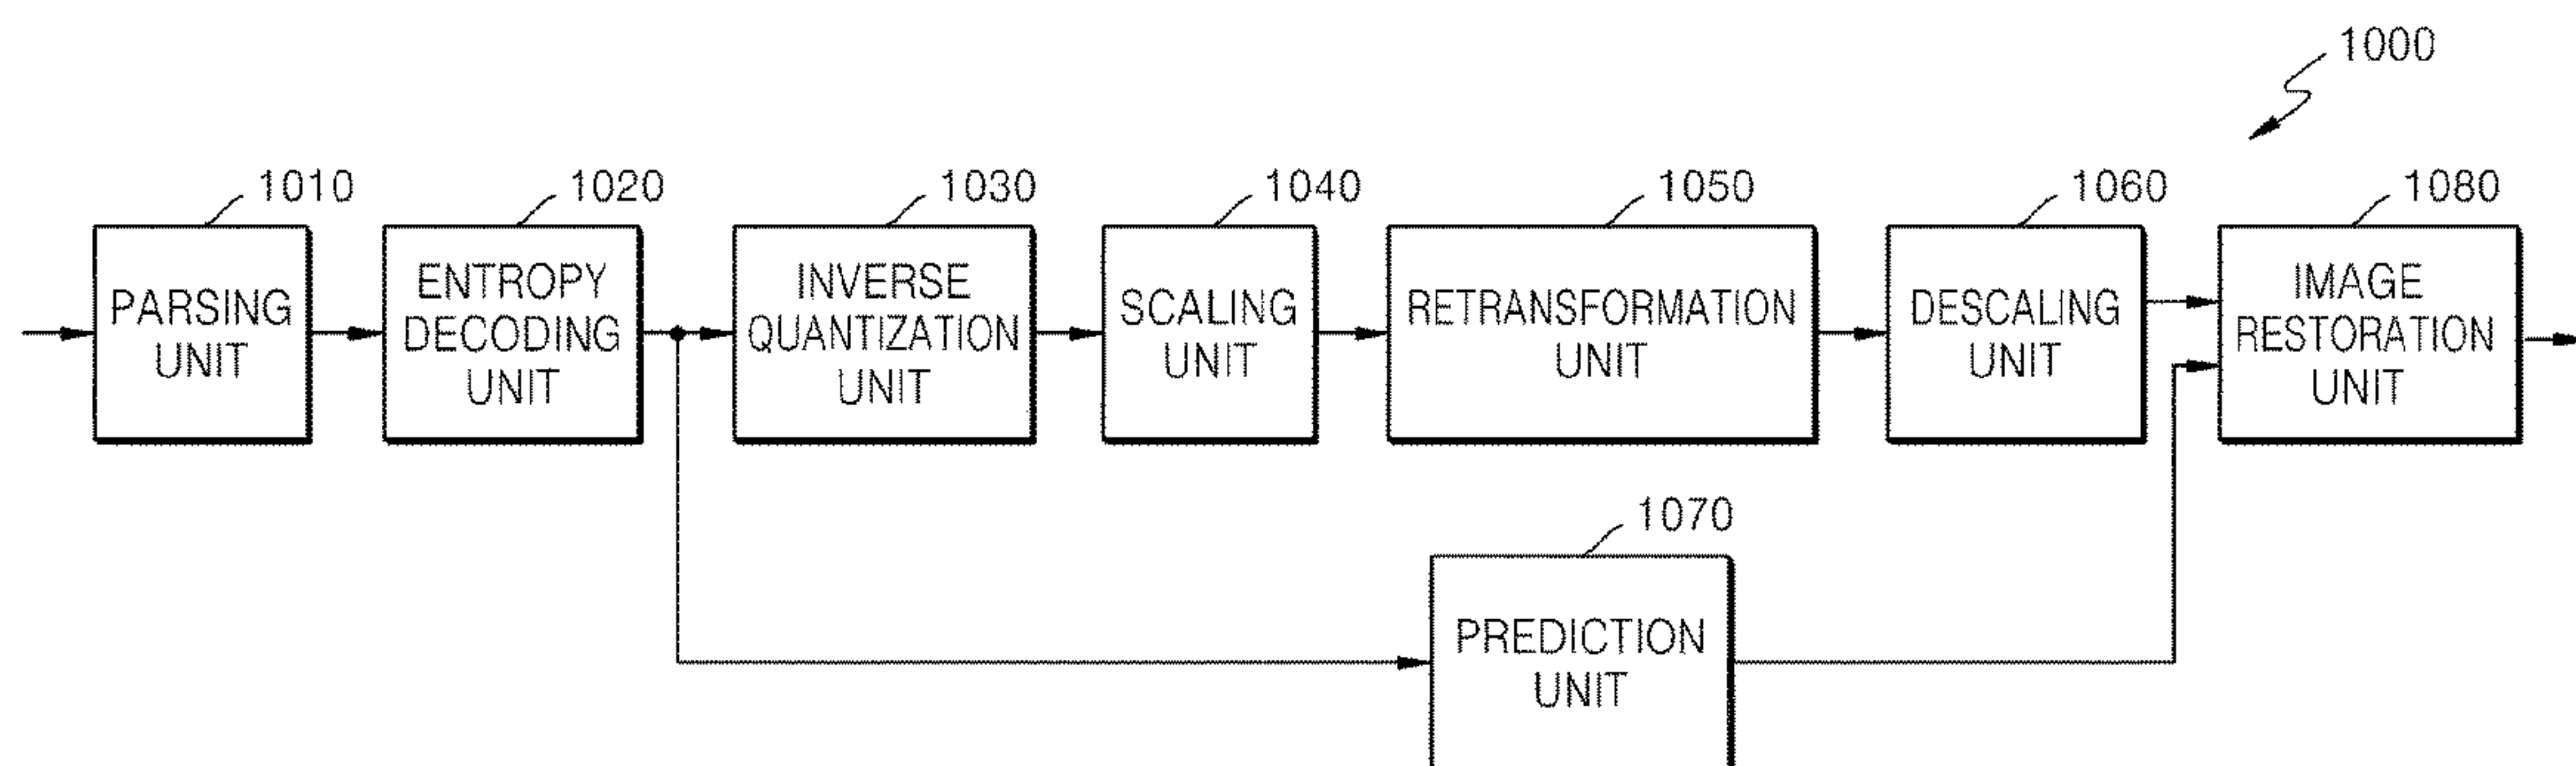 1000
1010
1020
1030
1040
1050
1060
1080
PARSING
UNIT
ENTROPY
DECODING
UNIT
INVERSE
QUANTIZATION
UNIT
SCALING
UNIT
RETRANSFORMATION
UNIT
DESCALING
UNIT
IMAGE
RESTORATION
UNIT
1070
PREDICTION
UNIT